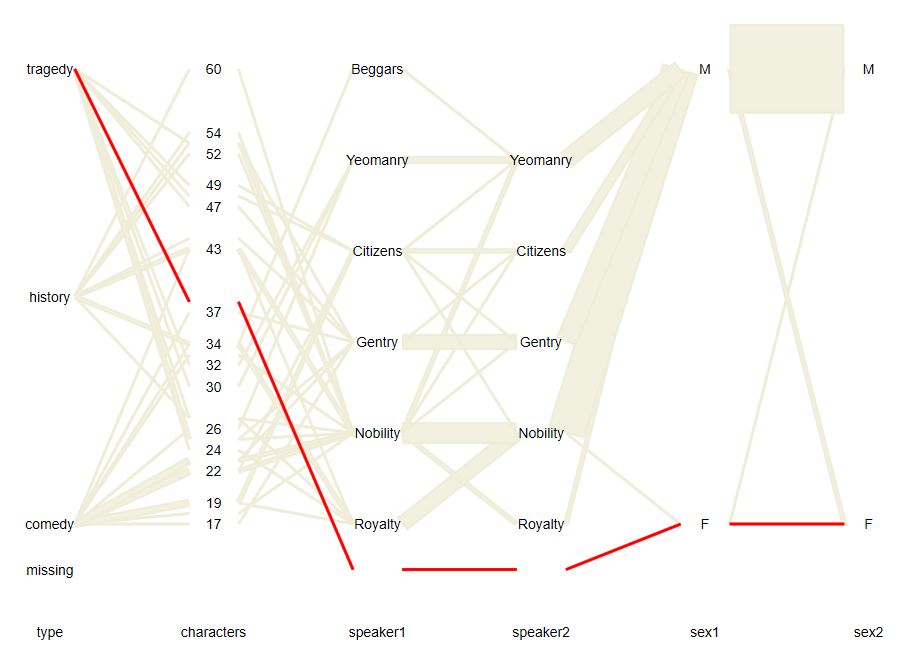 tragedy 60 Beggars M M
54
52 Yeomanry Yeomanry
49
47
43 Citizens Citizens
history
37
34 Gentry Gentry
32
30
26 Nobility Nobility
24
22
19
comedy 17 Royalty Royalty F F
missing
type characters speaker1 speaker2 sex1 sex2